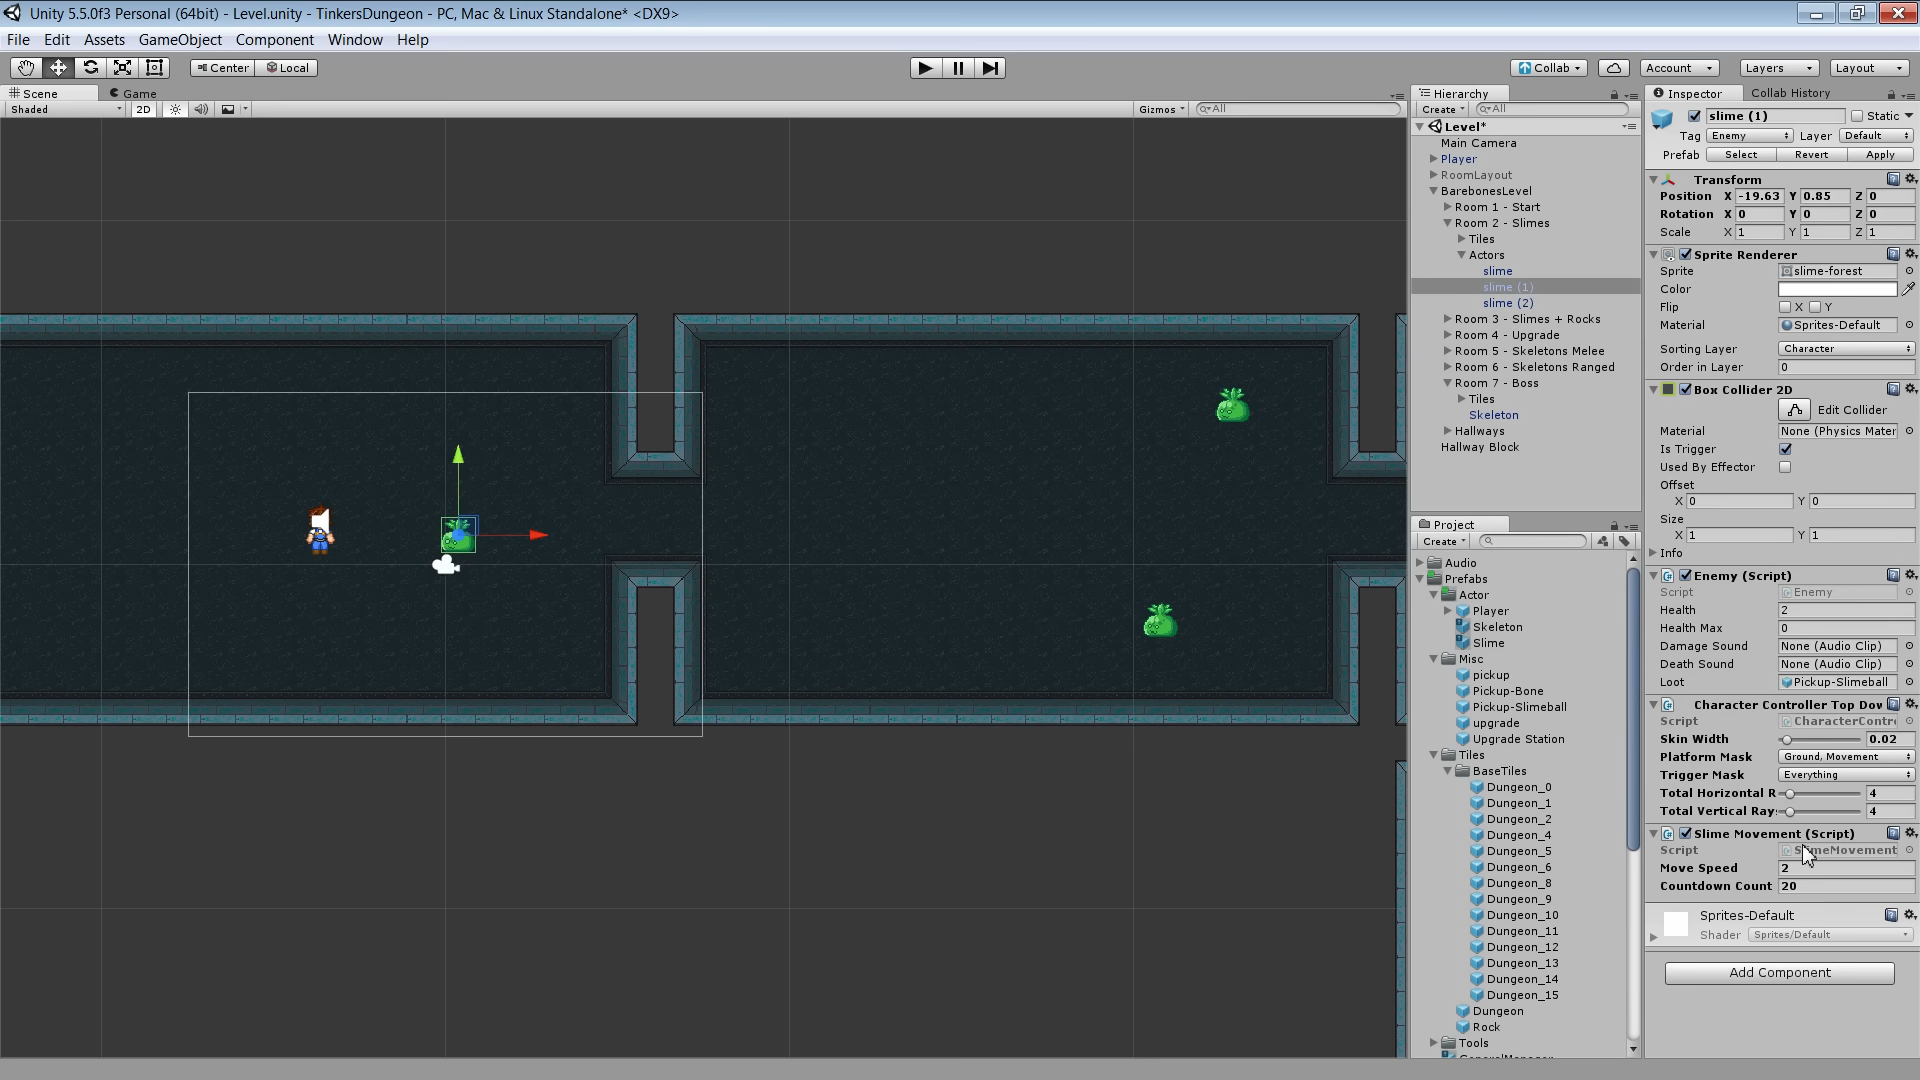 Unity 5.5.0f3 Personal (64bit) - Level.unity - TinkersDungeon - PC, Mac & Linux Standalone* <DX9>
File Edit Assets GameObject Component Window Help
Center Local Collab Account Layers Layout
Scene Game
Shaded 2D Gizmos All
Hierarchy
Create All
Level*
Main Camera
Player
RoomLayout
BarebonesLevel
Room 1 - Start
Room 2 - Slimes
Tiles
Actors
slime
slime (1)
slime (2)
Room 3 - Slimes + Rocks
Room 4 - Upgrade
Room 5 - Skeletons Melee
Room 6 - Skeletons Ranged
Room 7 - Boss
Tiles
Skeleton
Hallways
Hallway Block
Project
Create
Audio
Prefabs
Actor
Player
Skeleton
Slime
Misc
pickup
Pickup-Bone
Pickup-Slimeball
upgrade
Upgrade Station
Tiles
BaseTiles
Dungeon_0
Dungeon_1
Dungeon_2
Dungeon_4
Dungeon_5
Dungeon_6
Dungeon_8
Dungeon_9
Dungeon_10
Dungeon_11
Dungeon_12
Dungeon_13
Dungeon_14
Dungeon_15
Dungeon
Rock
Tools
Inspector Collab History
slime (1) Static
Tag Enemy Layer Default
Prefab Select Revert Apply
Transform
Position X -19.63 Y 0.85 Z 0
Rotation X 0 Y 0 Z 0
Scale X 1 Y 1 Z 1
Sprite Renderer
Sprite slime-forest
Color
Flip X Y
Material Sprites-Default
Sorting Layer Character
Order in Layer 0
Box Collider 2D
Edit Collider
Material None (Physics Mater
Is Trigger
Used By Effector
Offset
X 0 Y 0
Size
X 1 Y 1
Info
Enemy (Script)
Script Enemy
Health 2
Health Max 0
Damage Sound None (Audio Clip)
Death Sound None (Audio Clip)
Loot Pickup-Slimeball
Character Controller Top Dow
Script CharacterContro
Skin Width 0.02
Platform Mask Ground, Movement
Trigger Mask Everything
Total Horizontal R 4
Total Vertical Ray 4
Slime Movement (Script)
Script SlimeMovement
Move Speed 2
Countdown Count 20
Sprites-Default
Shader Sprites/Default
Add Component